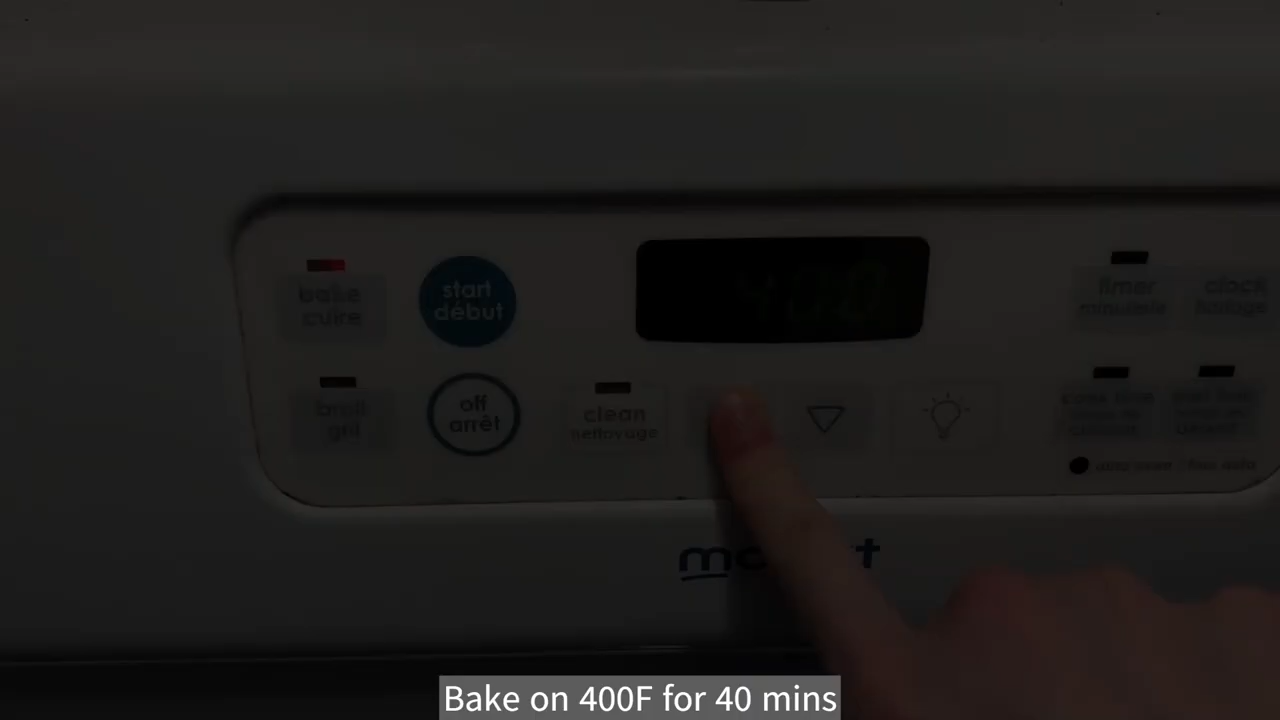 bake
cuire
start
début
400
timer
minuterie
clock
horloge
broil
gril
off
arrêt
clean
nettoyage
Bake on 400F for 40 mins